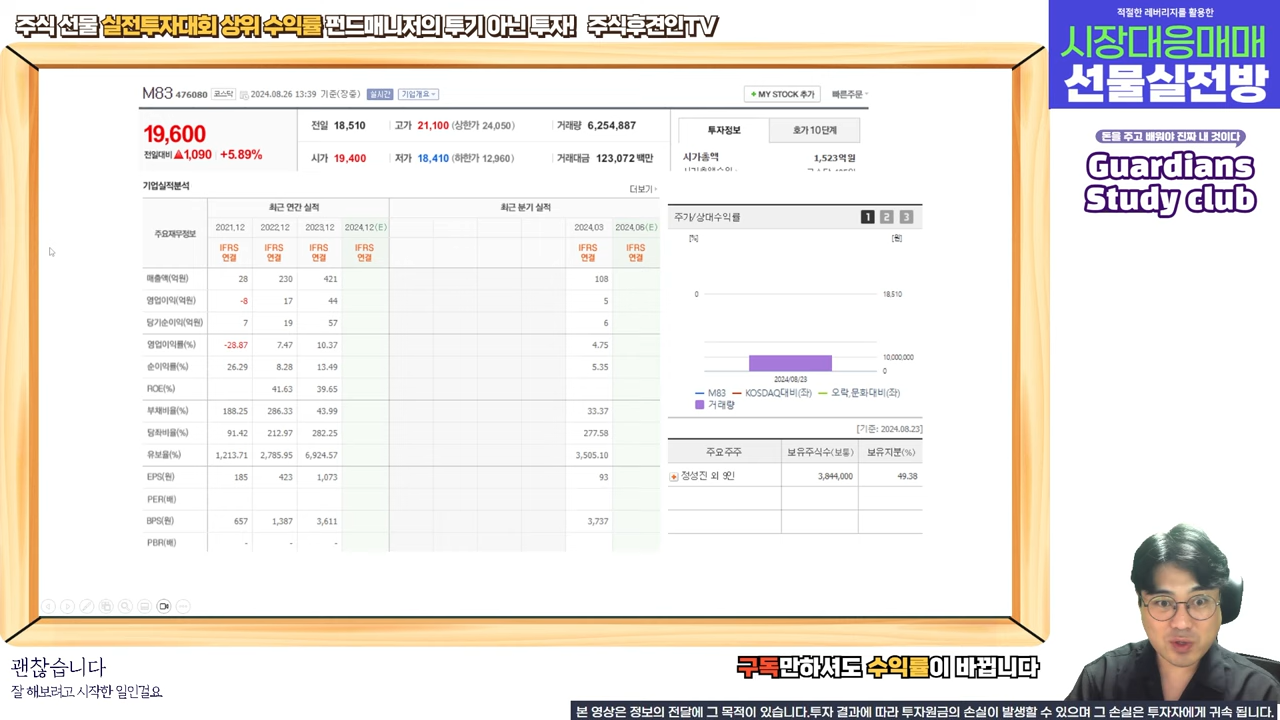 주식 선물 실전투자대회 상위 수익률 펀드매니저의 투기 아닌 투자! 주식후견인TV
적절한 레버리지를 활용한
시장대응매매
선물실전방
돈을 주고 배워야 진짜 내 것이다
Guardians
Study club
M83 476080 코스닥 2024.08.26 13:39 기준(장중) 실시간 기업개요
+ MY STOCK 추가 빠른주문
19,600
전일대비 ▲1,090 +5.89%
전일 18,510 고가 21,100 (상한가 24,050) 거래량 6,254,887
시가 19,400 저가 18,410 (하한가 12,960) 거래대금 123,072 백만
투자정보 호가 10단계
시가총액 1,523억원
기업실적분석 더보기
주요재무정보 최근 연간 실적 최근 분기 실적
2021.12 2022.12 2023.12 2024.12(E) 2024.03 2024.06(E)
IFRS IFRS IFRS IFRS IFRS IFRS
연결 연결 연결 연결 연결 연결
매출액(억원) 28 230 421 108
영업이익(억원) -8 17 44 5
당기순이익(억원) 7 19 57 6
영업이익률(%) -28.87 7.47 10.37 4.75
순이익률(%) 26.29 8.28 13.49 5.35
ROE(%) 41.63 39.65
부채비율(%) 188.25 286.33 43.99 33.37
당좌비율(%) 91.42 212.97 282.25 277.58
유보율(%) 1,213.71 2,785.95 6,924.57 3,505.10
EPS(원) 185 423 1,073 93
PER(배)
BPS(원) 657 1,387 3,611 3,737
PBR(배) - - -
주가/상대수익률 1 2 3
[%] [원]
0 18,510
10,000,000
0
2024/08/23
M83 KOSDAQ대비(좌) 오락,문화대비(좌)
거래량
[기준: 2024.08.23]
주요주주 보유주식수(보통) 보유지분(%)
정성진 외 9인 3,844,000 49.38
괜찮습니다
잘 해보려고 시작한 일인걸요
구독만하셔도 수익률이 바뀝니다
본 영상은 정보의 전달에 그 목적이 있습니다.투자 결과에 따라 투자원금의 손실이 발생할 수 있으며 그 손실은 투자자에게 귀속 됩니다.